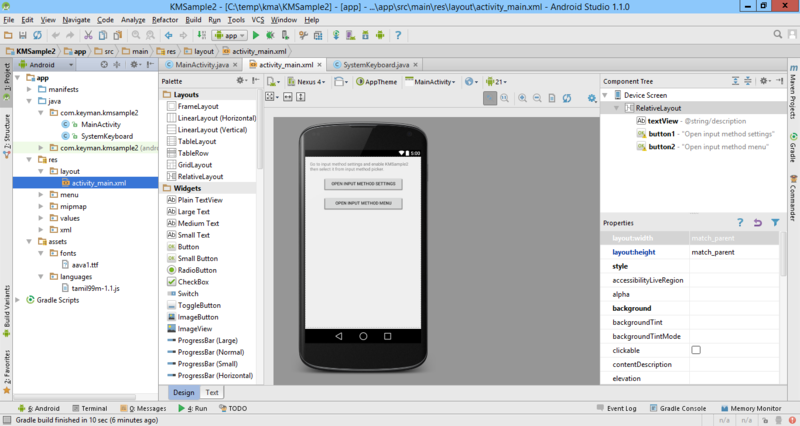 KMSample2 - [C:\temp\kma\KMSample2] - [app] - ...\app\src\main\res\layout\activity_main.xml - Android Studio 1.1.0
File Edit View Navigate Code Analyze Refactor Build Run Tools VCS Window Help
app
KMSample2 app src main res layout activity_main.xml
Android
MainActivity.java activity_main.xml SystemKeyboard.java
1: Project
2: Structure
Build Variants
2: Favorites
app
manifests
java
com.keyman.kmsample2
MainActivity
SystemKeyboard
com.keyman.kmsample2 (andro
res
layout
activity_main.xml
menu
mipmap
values
xml
assets
fonts
aava1.ttf
languages
tamil99m-1.1.js
Gradle Scripts
Palette
Layouts
FrameLayout
LinearLayout (Horizontal)
LinearLayout (Vertical)
TableLayout
TableRow
GridLayout
RelativeLayout
Widgets
Plain TextView
Large Text
Medium Text
Small Text
Button
Small Button
RadioButton
CheckBox
Switch
ToggleButton
ImageButton
ImageView
ProgressBar (Large)
ProgressBar (Normal)
ProgressBar (Small)
ProgressBar (Horizontal)
Design Text
Nexus 4 AppTheme MainActivity 21
5:00
Go to input method settings and enable KMSample2
then select it from input method picker.
OPEN INPUT METHOD SETTINGS
OPEN INPUT METHOD MENU
Component Tree
Device Screen
RelativeLayout
textView - @string/description
button1 - "Open input method settings"
button2 - "Open input method menu"
Properties
layout:width match_parent
layout:height match_parent
style
accessibilityLiveRegion
alpha
background
backgroundTint
backgroundTintMode
clickable
contentDescription
elevation
Maven Projects
Gradle
Commander
6: Android Terminal 0: Messages 4: Run TODO Event Log Gradle Console Memory Monitor
Gradle build finished in 10 sec (6 minutes ago) n/a n/a